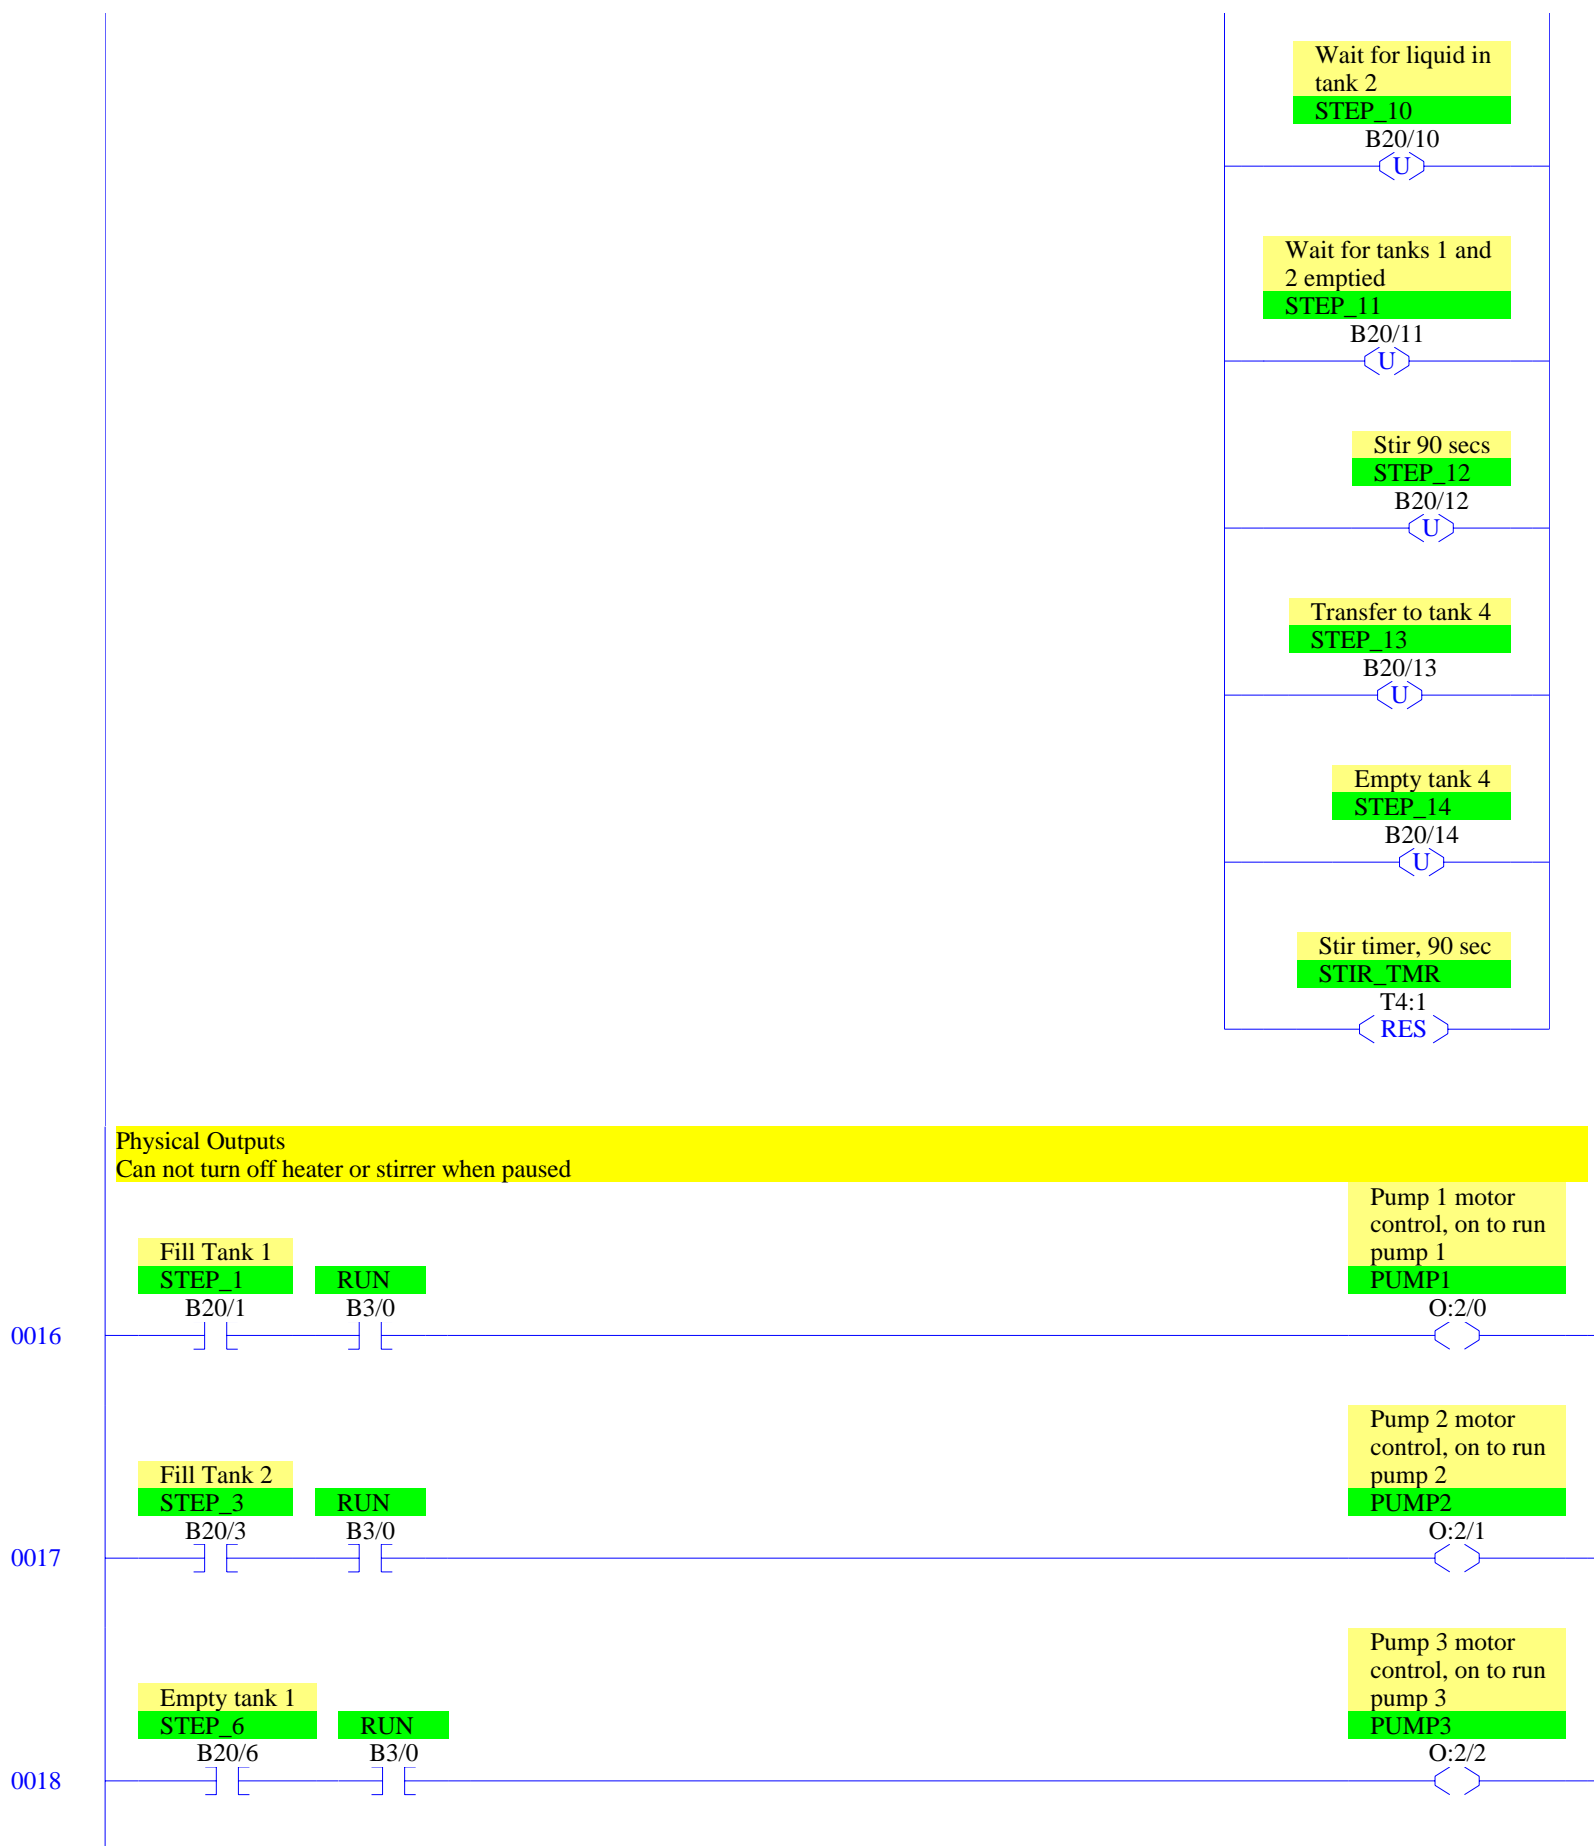 Wait for liquid in
tank 2
STEP_10
B20/10
U
Wait for tanks 1 and
2 emptied
STEP_11
B20/11
U
Stir 90 secs
STEP_12
B20/12
U
Transfer to tank 4
STEP_13
B20/13
U
Empty tank 4
STEP_14
B20/14
U
Stir timer, 90 sec
STIR_TMR
T4:1
RES
Physical Outputs
Can not turn off heater or stirrer when paused
Fill Tank 1
STEP_1
B20/1
RUN
B3/0
Pump 1 motor
control, on to run
pump 1
PUMP1
O:2/0
0016
Fill Tank 2
STEP_3
B20/3
RUN
B3/0
Pump 2 motor
control, on to run
pump 2
PUMP2
O:2/1
0017
Empty tank 1
STEP_6
B20/6
RUN
B3/0
Pump 3 motor
control, on to run
pump 3
PUMP3
O:2/2
0018